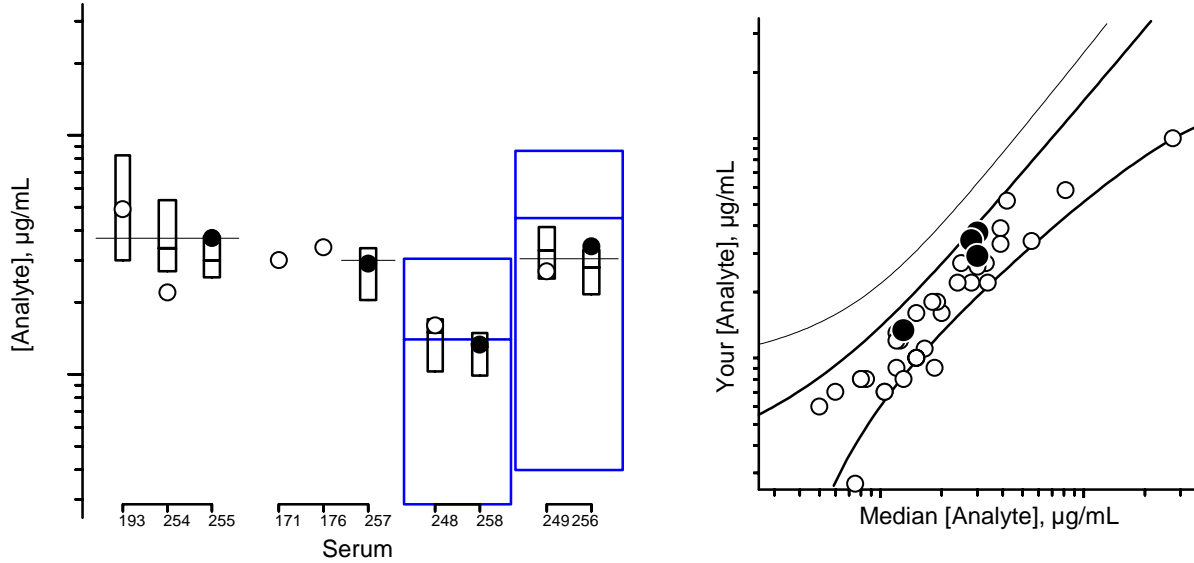 [Analyte], µg/mL
193 254 255 171 176 257 248 258 249 256
Serum
Your [Analyte], µg/mL
Median [Analyte], µg/mL